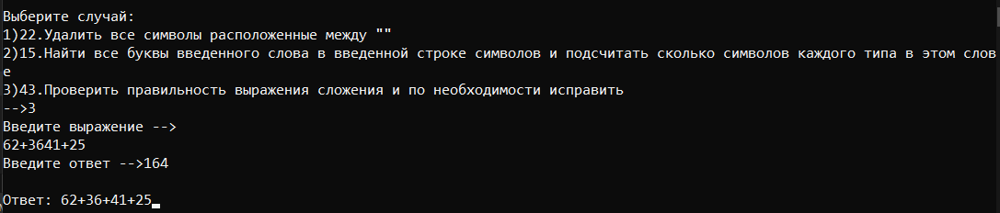 Выберите случай:
1)22.Удалить все символы расположенные между ""
2)15.Найти все буквы введенного слова в введенной строке символов и подсчитать сколько символов каждого типа в этом слов
е
3)43.Проверить правильность выражения сложения и по необходимости исправить
-->3
Введите выражение -->
62+3641+25
Введите ответ -->164
Ответ: 62+36+41+25